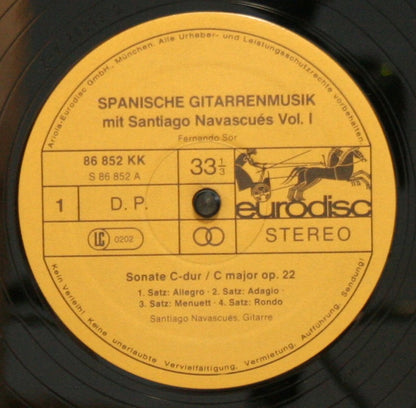 Ariola-Eurodisc GmbH., München. Alle Urheber- und Leistungsschutzrechte vorbehalten.
SPANISCHE GITARRENMUSIK
mit Santiago Navascués Vol. I
Fernando Sor
86 852 KK
S 86 852 A
33 1/3
1
D. P.
eurodisc
LC 0202
STEREO
Sonate C-dur / C major op. 22
1. Satz: Allegro · 2. Satz: Adagio ·
3. Satz: Menuett · 4. Satz: Rondo
Santiago Navascués, Gitarre
Kein Verleih! Keine unerlaubte Vervielfältigung, Vermietung, Aufführung, Sendung!